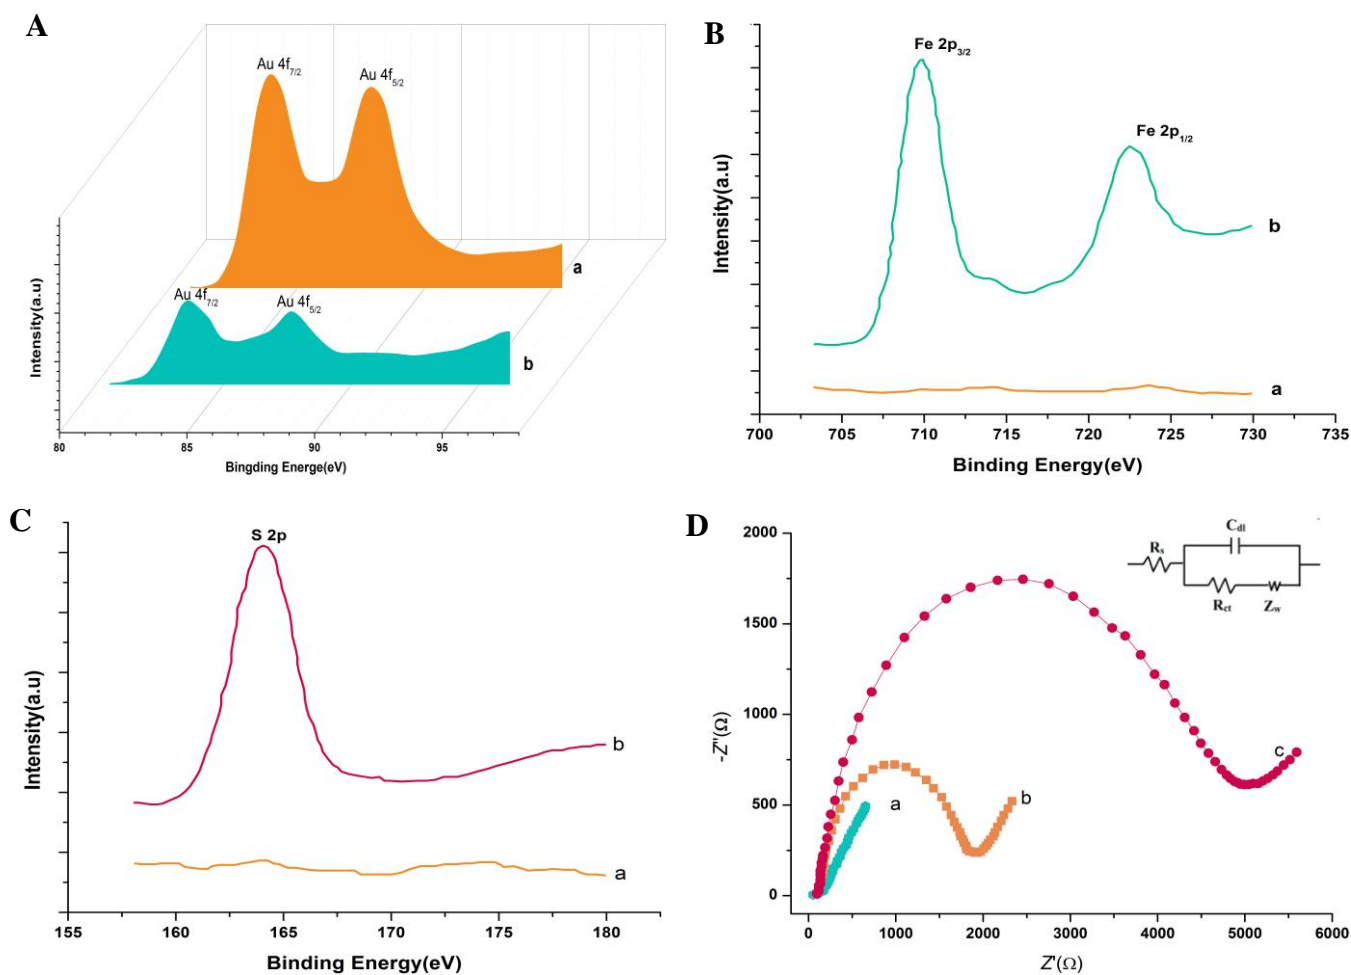 A
Au 4f7/2
Au 4f5/2
a
Au 4f7/2
Au 4f5/2
b
Intensity(a.u)
80 85 90 95
Bingding Energe(eV)
B
Fe 2p3/2
Fe 2p1/2
b
a
Intensity(a.u)
700 705 710 715 720 725 730 735
Binding Energy(eV)
C
S 2p
b
a
Intensity(a.u)
155 160 165 170 175 180
Binding Energy(eV)
D
2000
1500
1000
500
0
-Z''(Ω)
Cdl
Rs
Rct Zw
c
a
b
0 1000 2000 3000 4000 5000 6000
Z'(Ω)